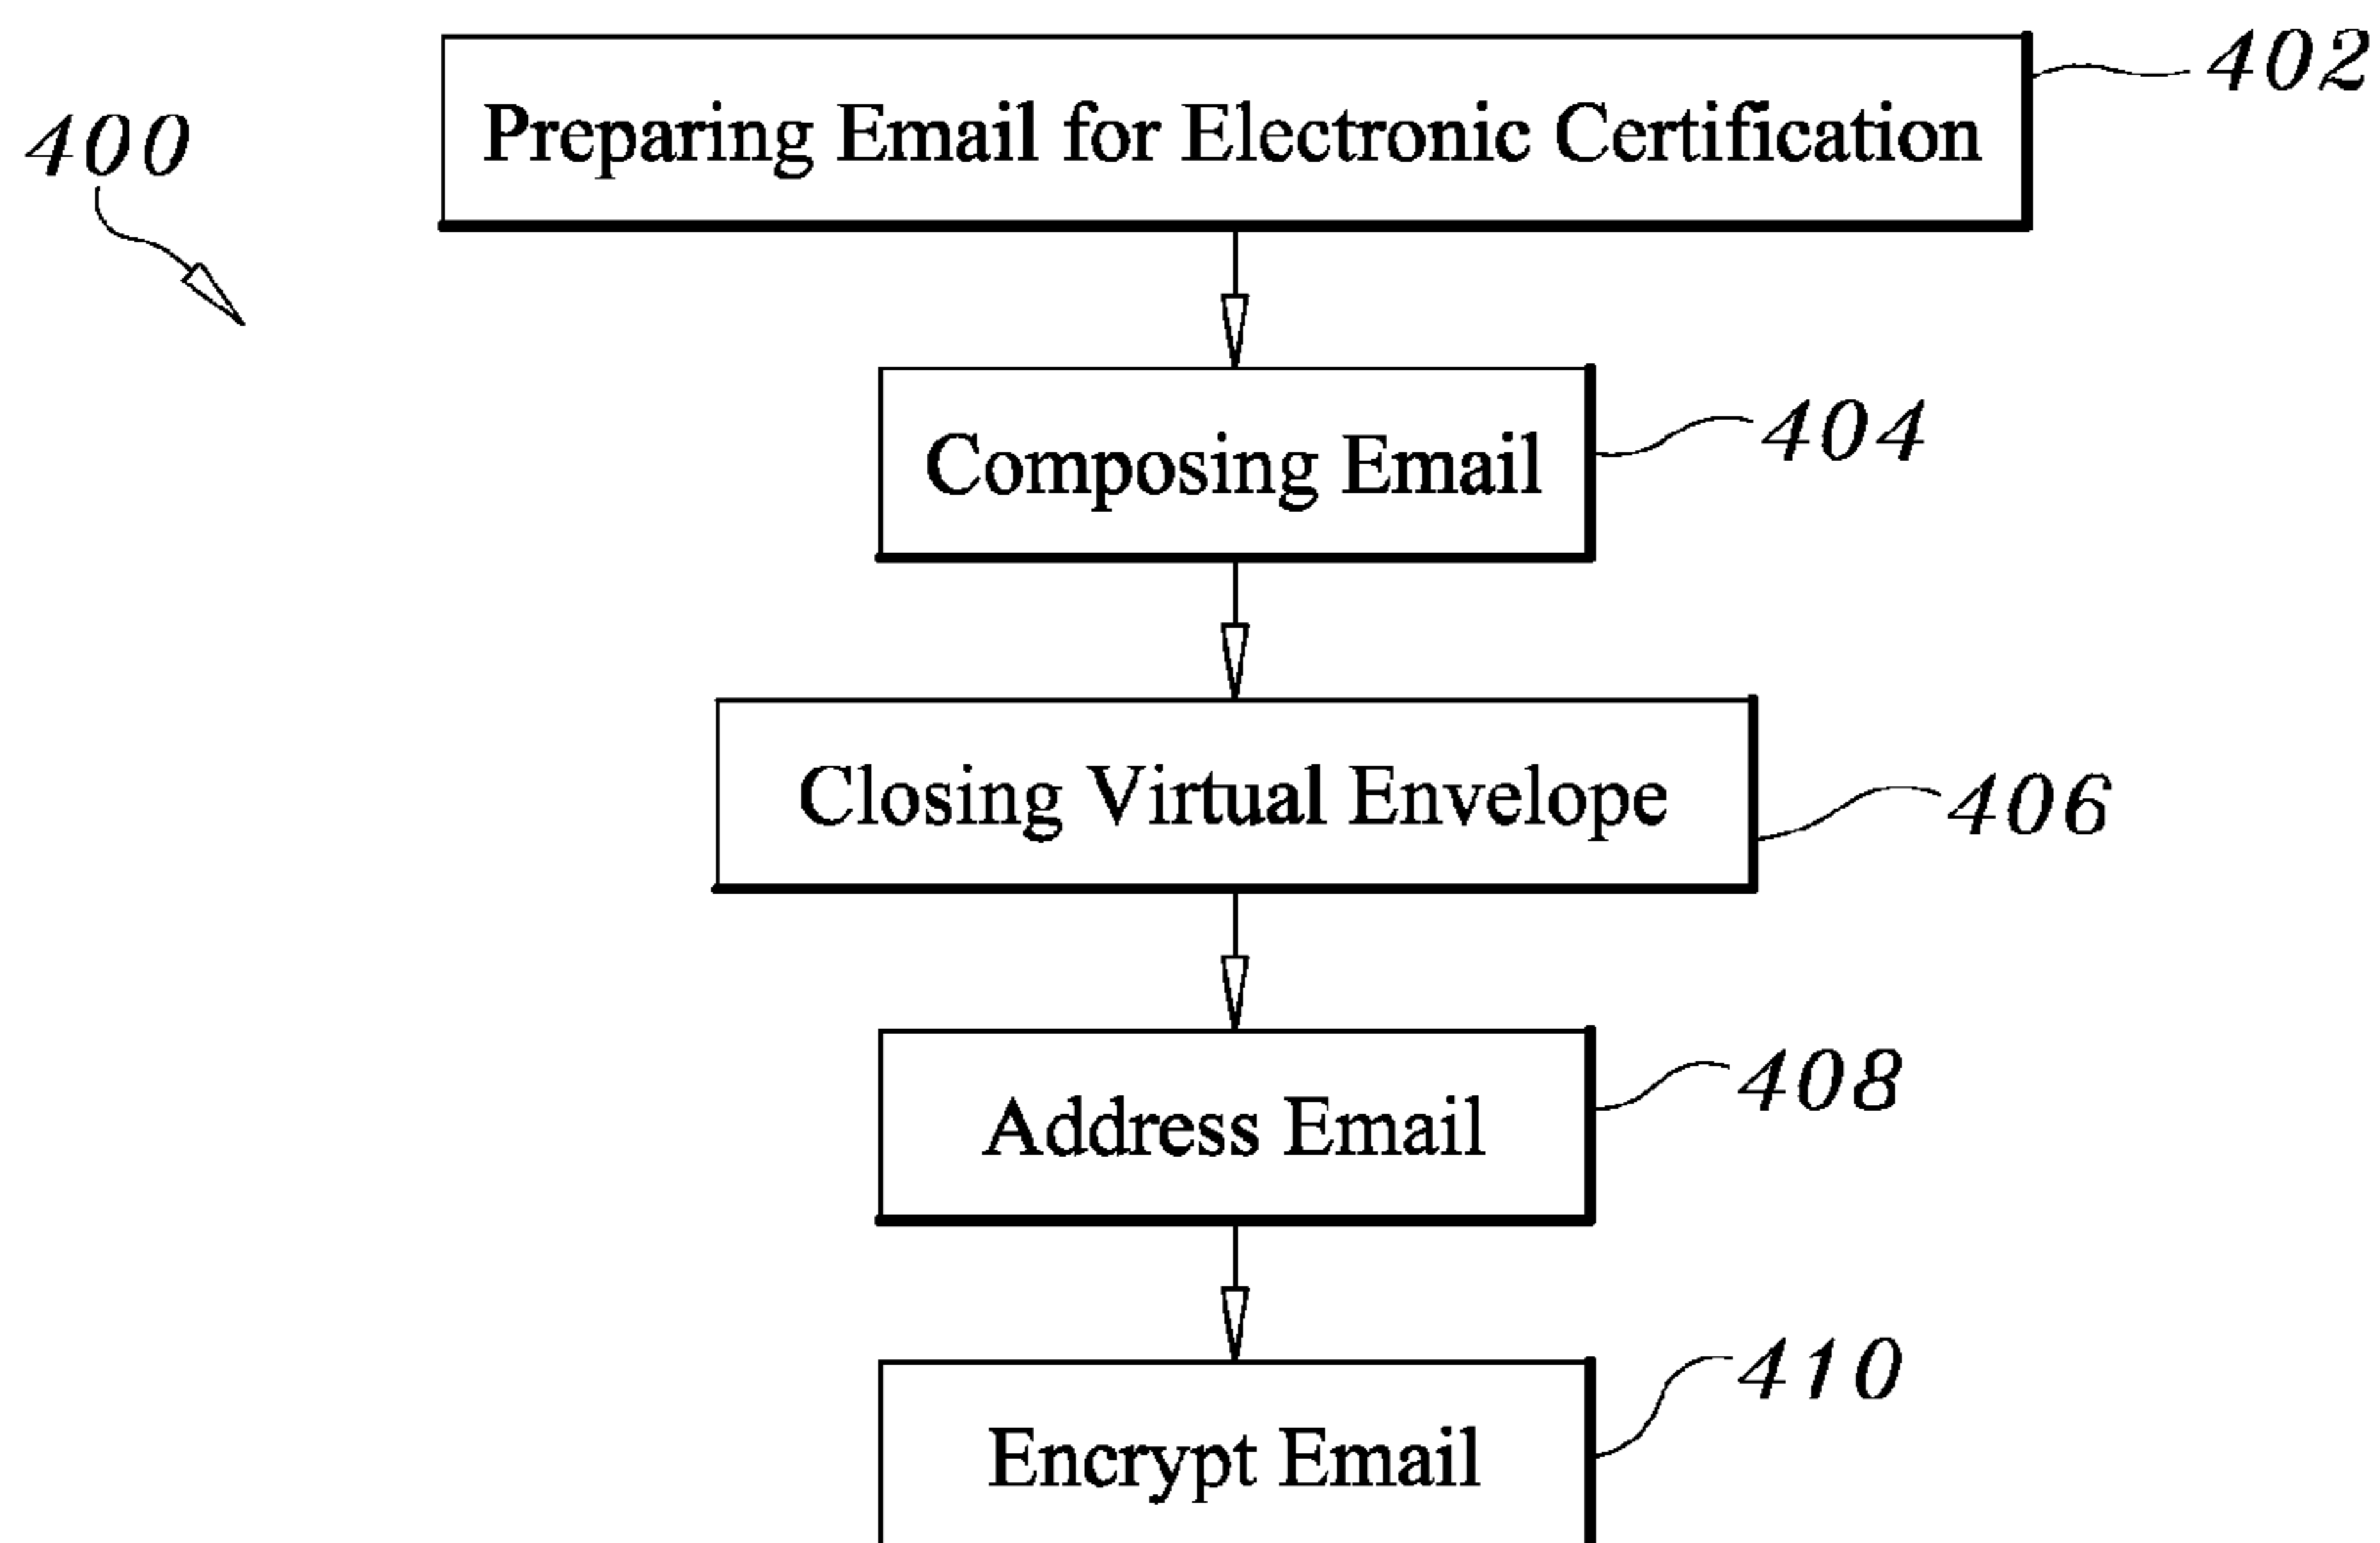 402
Preparing Email for Electronic Certification
400
Composing Email
404
Closing Virtual Envelope
406
Address Email
408
Encrypt Email
410